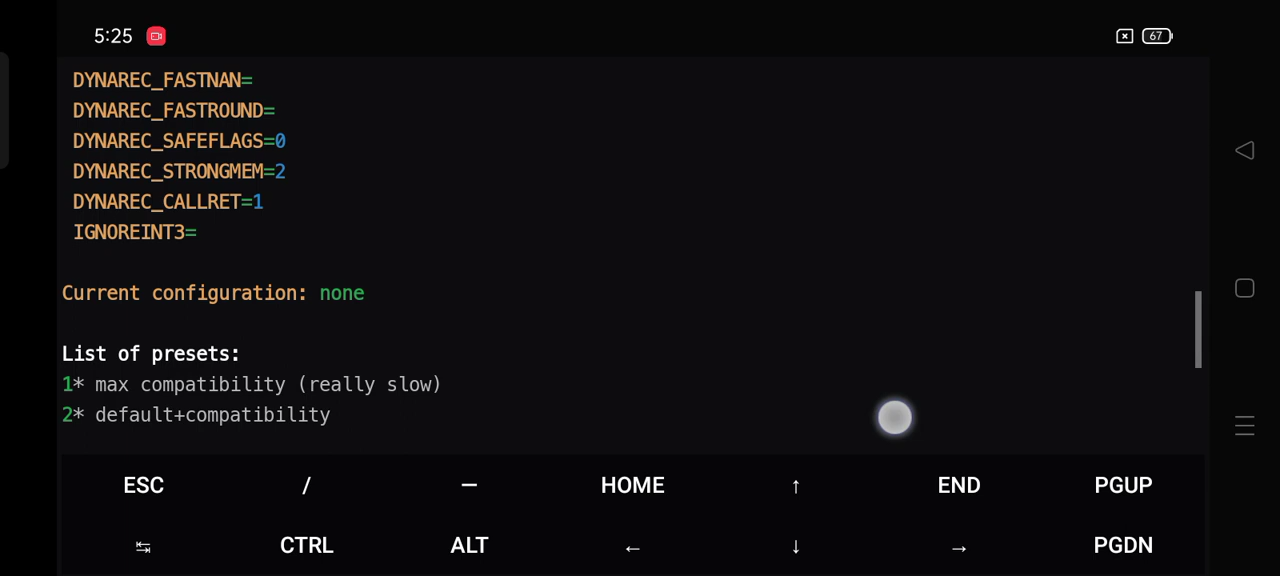 5:25
67
DYNAREC_FASTNAN=
DYNAREC_FASTROUND=
DYNAREC_SAFEFLAGS=0
DYNAREC_STRONGMEM=2
DYNAREC_CALLRET=1
IGNOREINT3=
Current configuration: none
List of presets:
1* max compatibility (really slow)
2* default+compatibility
ESC / — HOME ↑ END PGUP
↹ CTRL ALT ← ↓ → PGDN